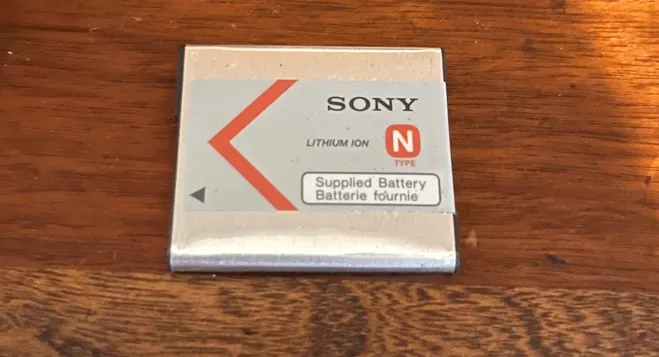 SONY
LITHIUM ION
N
TYPE
Supplied Battery
Batterie fournie